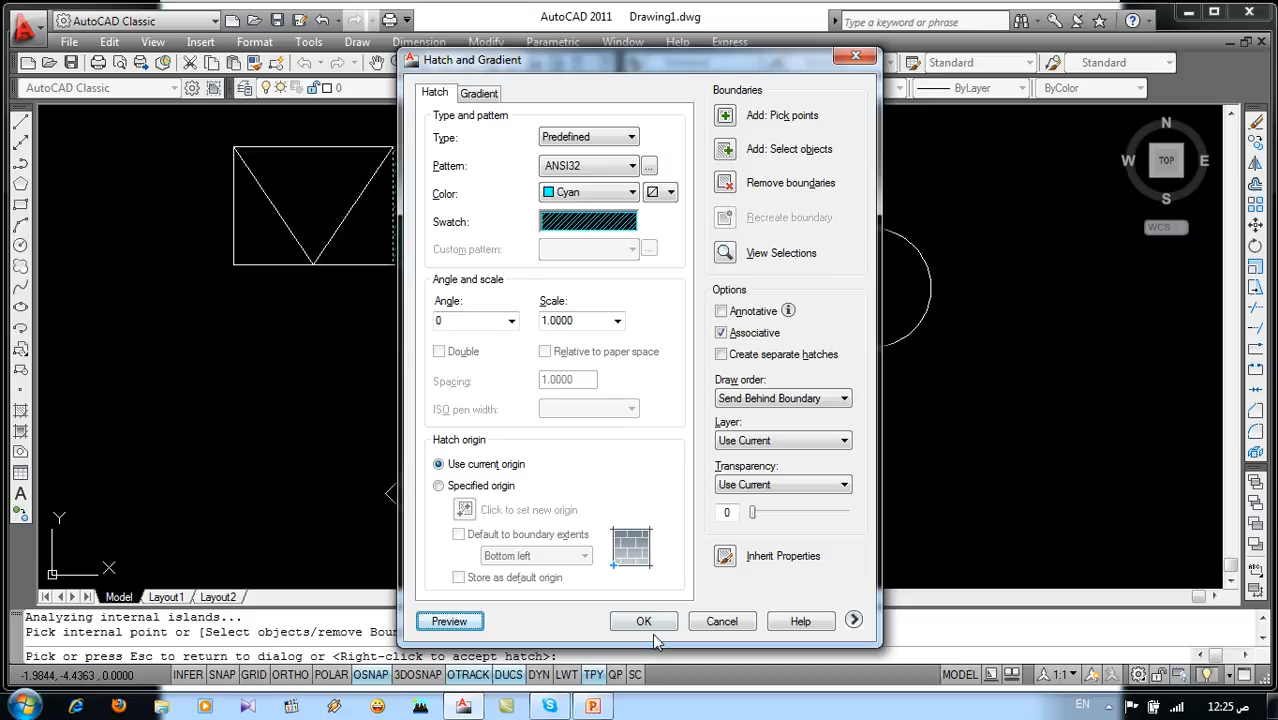 AutoCAD Classic
AutoCAD 2011 Drawing1.dwg
Type a keyword or phrase
File Edit View Insert Format Tools Draw Dimension Modify Parametric Window Help Express
Standard Standard
AutoCAD Classic
0
ByLayer ByColor
Hatch and Gradient
Hatch Gradient
Type and pattern
Type: Predefined
Pattern: ANSI32 ...
Color: Cyan
Swatch:
Custom pattern: ...
Angle and scale
Angle: Scale:
0 1.0000
Double Relative to paper space
Spacing: 1.0000
ISO pen width:
Hatch origin
Use current origin
Specified origin
Click to set new origin
Default to boundary extents
Bottom left
Store as default origin
Boundaries
Add: Pick points
Add: Select objects
Remove boundaries
Recreate boundary
View Selections
Options
Annotative
Associative
Create separate hatches
Draw order:
Send Behind Boundary
Layer:
Use Current
Transparency:
Use Current
0
Inherit Properties
Preview OK Cancel Help
N
W TOP E
S
WCS
Y
X
Model Layout1 Layout2
Analyzing internal islands...
Pick internal point or [Select objects/remove Bou
Pick or press Esc to return to dialog or <Right-click to accept hatch>:
-1.9844, -4.4363, 0.0000 INFER SNAP GRID ORTHO POLAR OSNAP 3DOSNAP OTRACK DUCS DYN LWT TPY QP SC MODEL 1:1
EN 12:25 ص